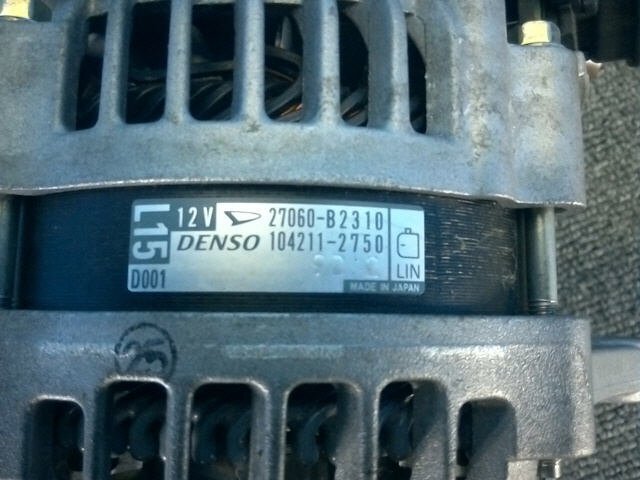 L15
12V 27060-B2310
DENSO 104211-2750
D001
LIN
MADE IN JAPAN